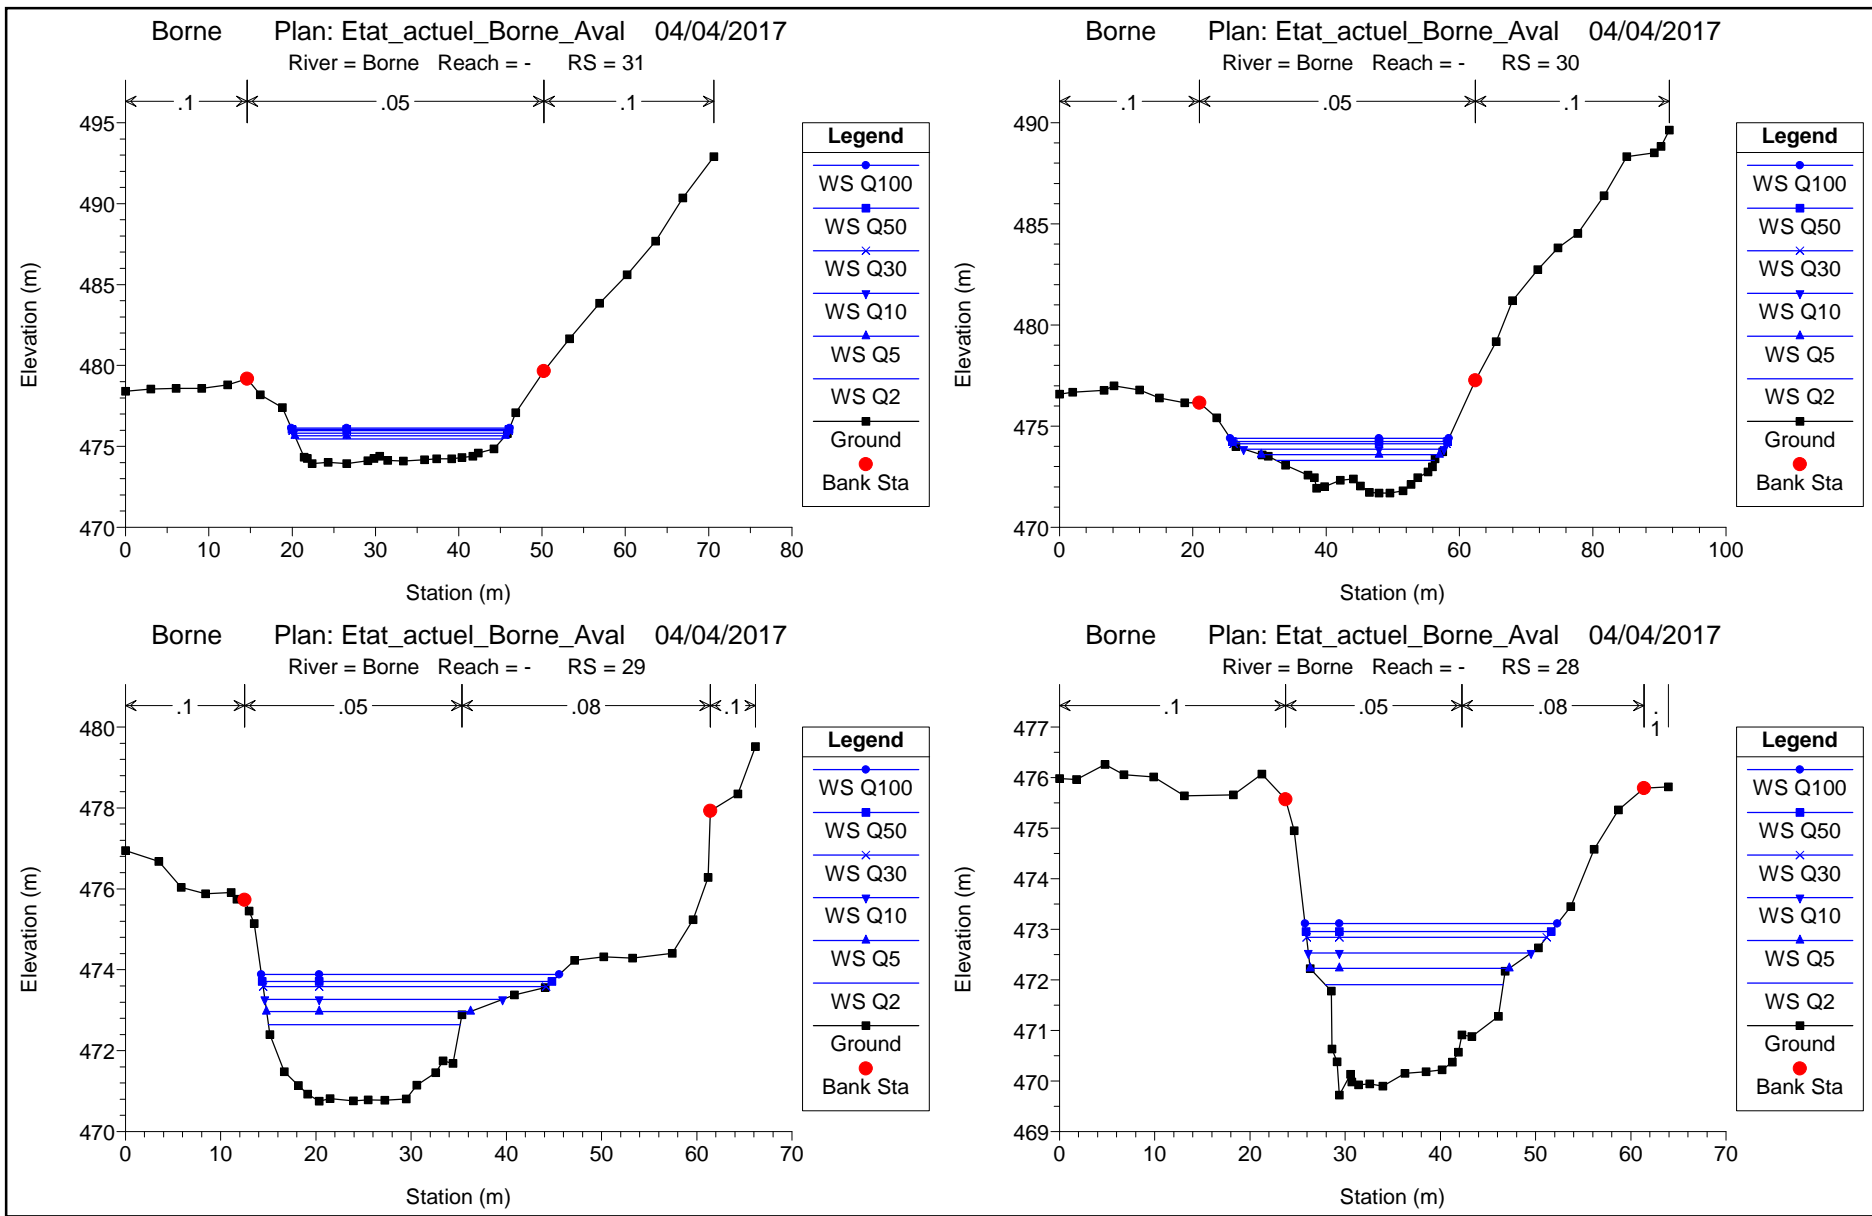 Borne Plan: Etat_actuel_Borne_Aval 04/04/2017
River = Borne Reach = - RS = 31
.1 .05 .1
495
490
485
480
475
470
0 10 20 30 40 50 60 70 80
Station (m)
Elevation (m)
Legend
WS Q100
WS Q50
WS Q30
WS Q10
WS Q5
WS Q2
Ground
Bank Sta
Borne Plan: Etat_actuel_Borne_Aval 04/04/2017
River = Borne Reach = - RS = 30
.1 .05 .1
490
485
480
475
470
0 20 40 60 80 100
Station (m)
Elevation (m)
Legend
WS Q100
WS Q50
WS Q30
WS Q10
WS Q5
WS Q2
Ground
Bank Sta
Borne Plan: Etat_actuel_Borne_Aval 04/04/2017
River = Borne Reach = - RS = 29
.1 .05 .08 .1
480
478
476
474
472
470
0 10 20 30 40 50 60 70
Station (m)
Elevation (m)
Legend
WS Q100
WS Q50
WS Q30
WS Q10
WS Q5
WS Q2
Ground
Bank Sta
Borne Plan: Etat_actuel_Borne_Aval 04/04/2017
River = Borne Reach = - RS = 28
.1 .05 .08 .
1
477
476
475
474
473
472
471
470
469
0 10 20 30 40 50 60 70
Station (m)
Elevation (m)
Legend
WS Q100
WS Q50
WS Q30
WS Q10
WS Q5
WS Q2
Ground
Bank Sta